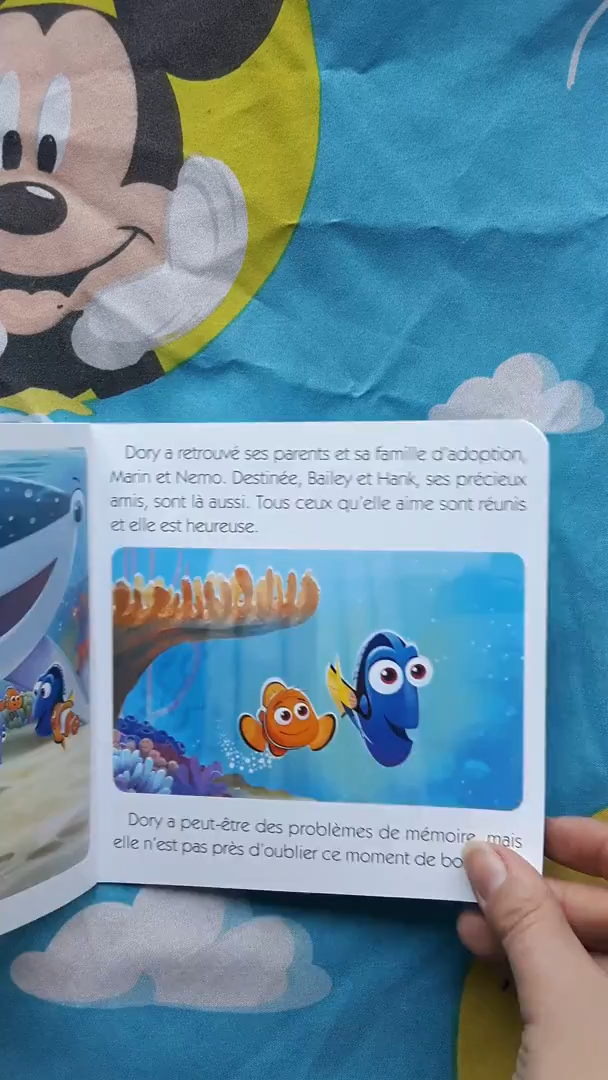 Dory a retrouvé ses parents et sa famille d'adoption,
Marin et Nemo. Destinée, Bailey et Hank, ses précieux
amis, sont là aussi. Tous ceux qu'elle aime sont réunis
et elle est heureuse.
Dory a peut-être des problèmes de mémoire, mais
elle n'est pas près d'oublier ce moment de